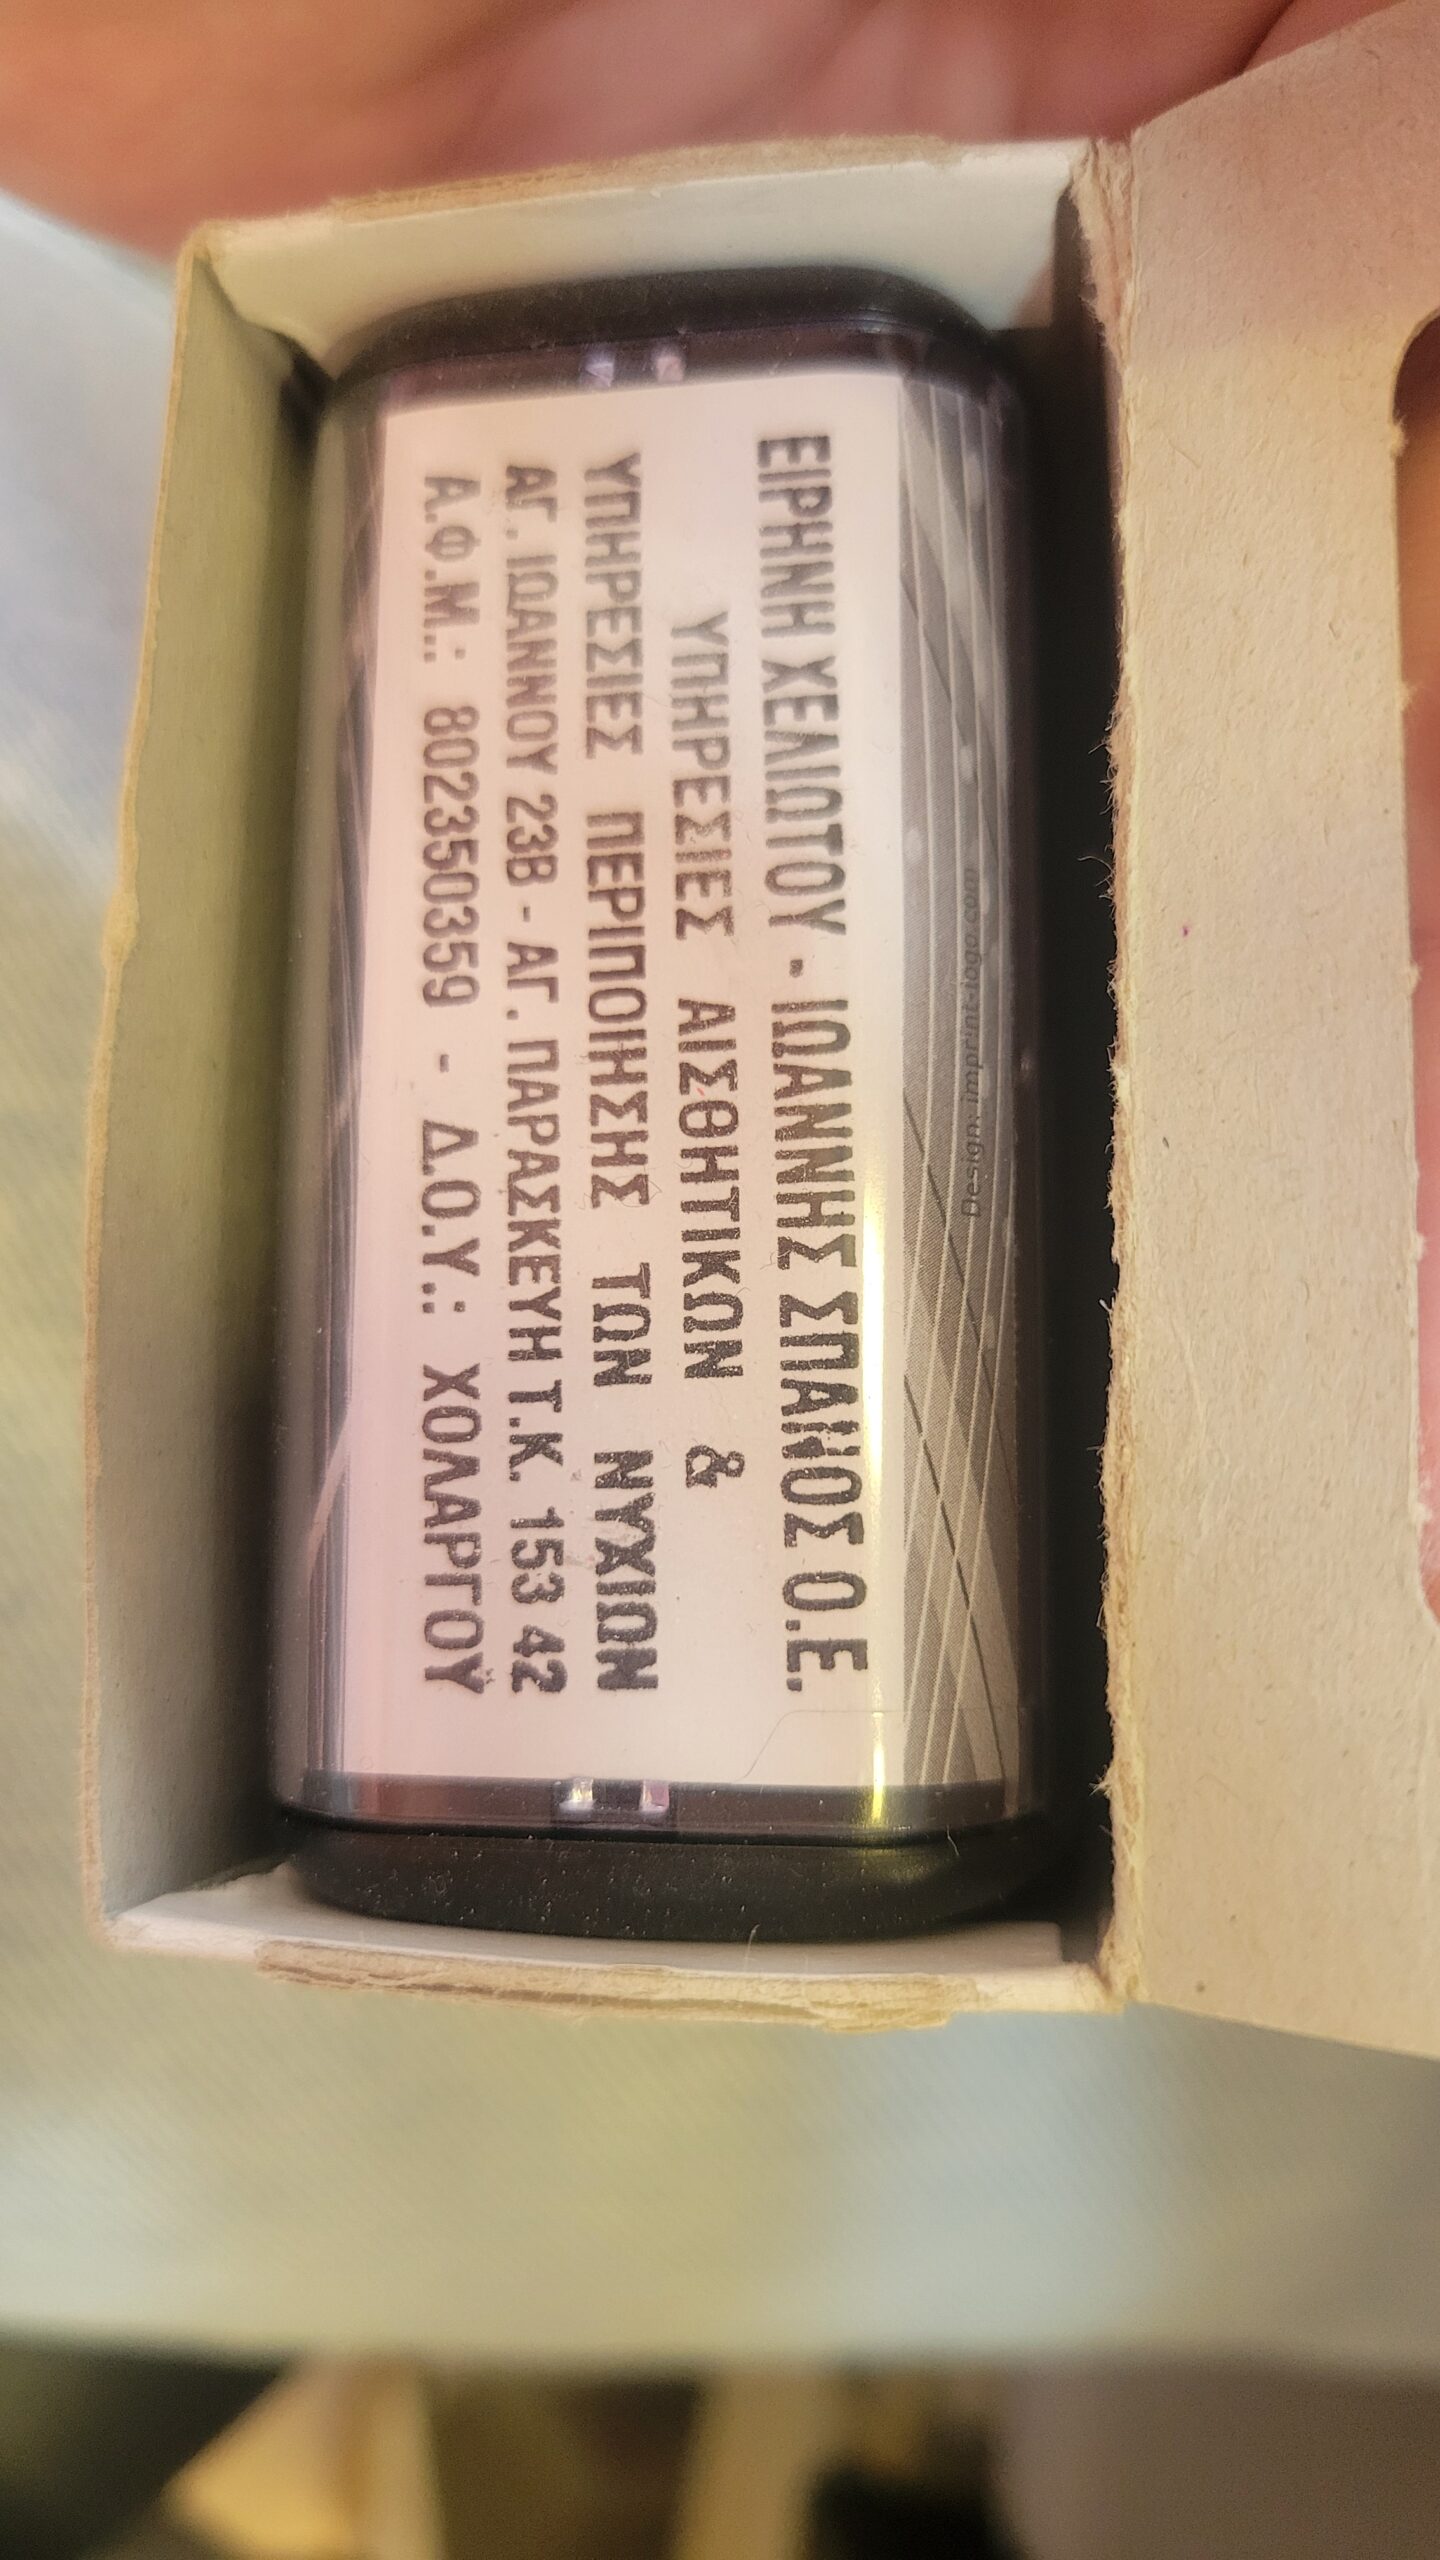 ΕΙΡΗΝΗ ΧΕΛΙΩΤΟΥ - ΙΩΑΝΝΗΣ ΣΠΑΝΟΣ Ο.Ε.
ΥΠΗΡΕΣΙΕΣ ΑΙΣΘΗΤΙΚΩΝ &
ΥΠΗΡΕΣΙΕΣ ΠΕΡΙΠΟΙΗΣΗΣ ΤΩΝ ΝΥΧΙΩΝ
ΑΓ. ΙΩΑΝΝΟΥ 23Β - ΑΓ. ΠΑΡΑΣΚΕΥΗ Τ.Κ. 153 42
Α.Φ.Μ.: 802350359 - Δ.Ο.Υ.: ΧΟΛΑΡΓΟΥ
Design: imprint-logo.com